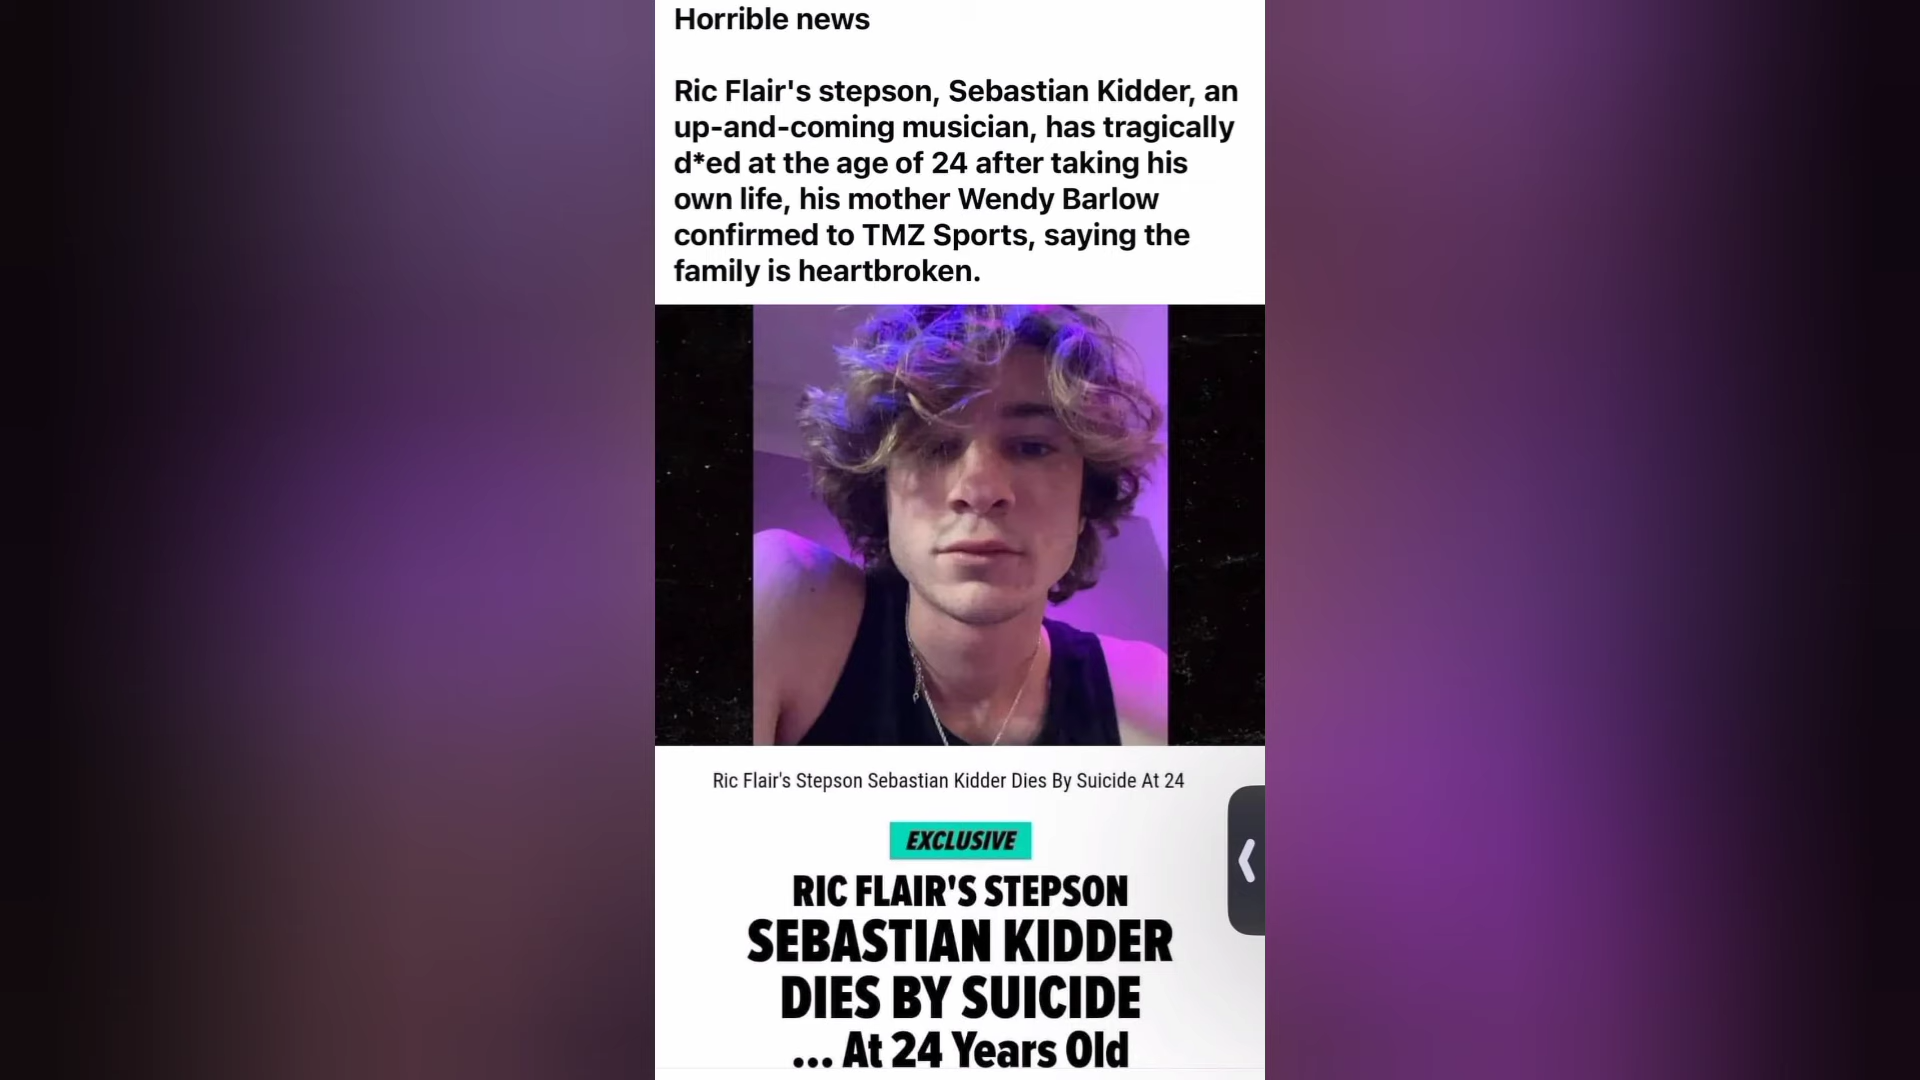 Horrible news
Ric Flair's stepson, Sebastian Kidder, an
up-and-coming musician, has tragically
d*ed at the age of 24 after taking his
own life, his mother Wendy Barlow
confirmed to TMZ Sports, saying the
family is heartbroken.
Ric Flair's Stepson Sebastian Kidder Dies By Suicide At 24
EXCLUSIVE
RIC FLAIR'S STEPSON
SEBASTIAN KIDDER
DIES BY SUICIDE
... At 24 Years Old